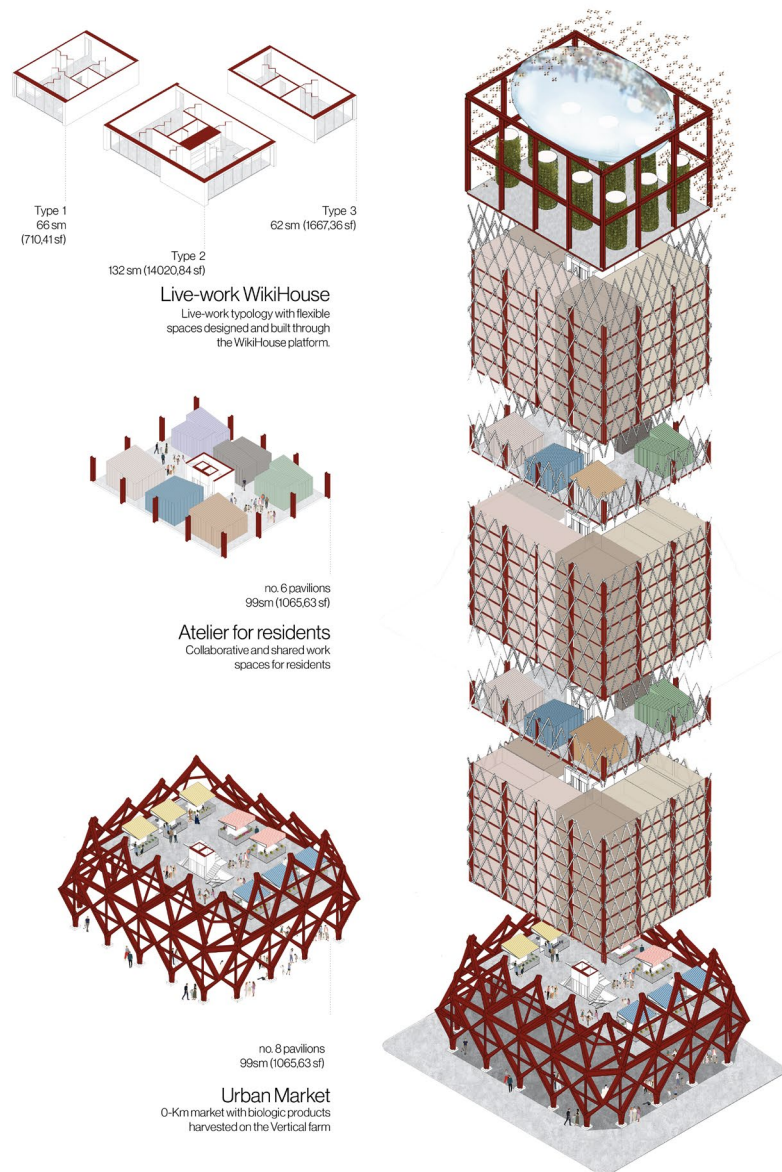 Type 1
66 sm
(710,41 sf)
Type 2
132 sm (14020,84 sf)
Type 3
62 sm (1667,36 sf)
Live-work WikiHouse
Live-work typology with flexible
spaces designed and built through
the WikiHouse platform.
no. 6 pavilions
99sm (1065,63 sf)
Atelier for residents
Collaborative and shared work
spaces for residents
no. 8 pavilions
99sm (1065,63 sf)
Urban Market
0-Km market with biologic products
harvested on the Vertical farm